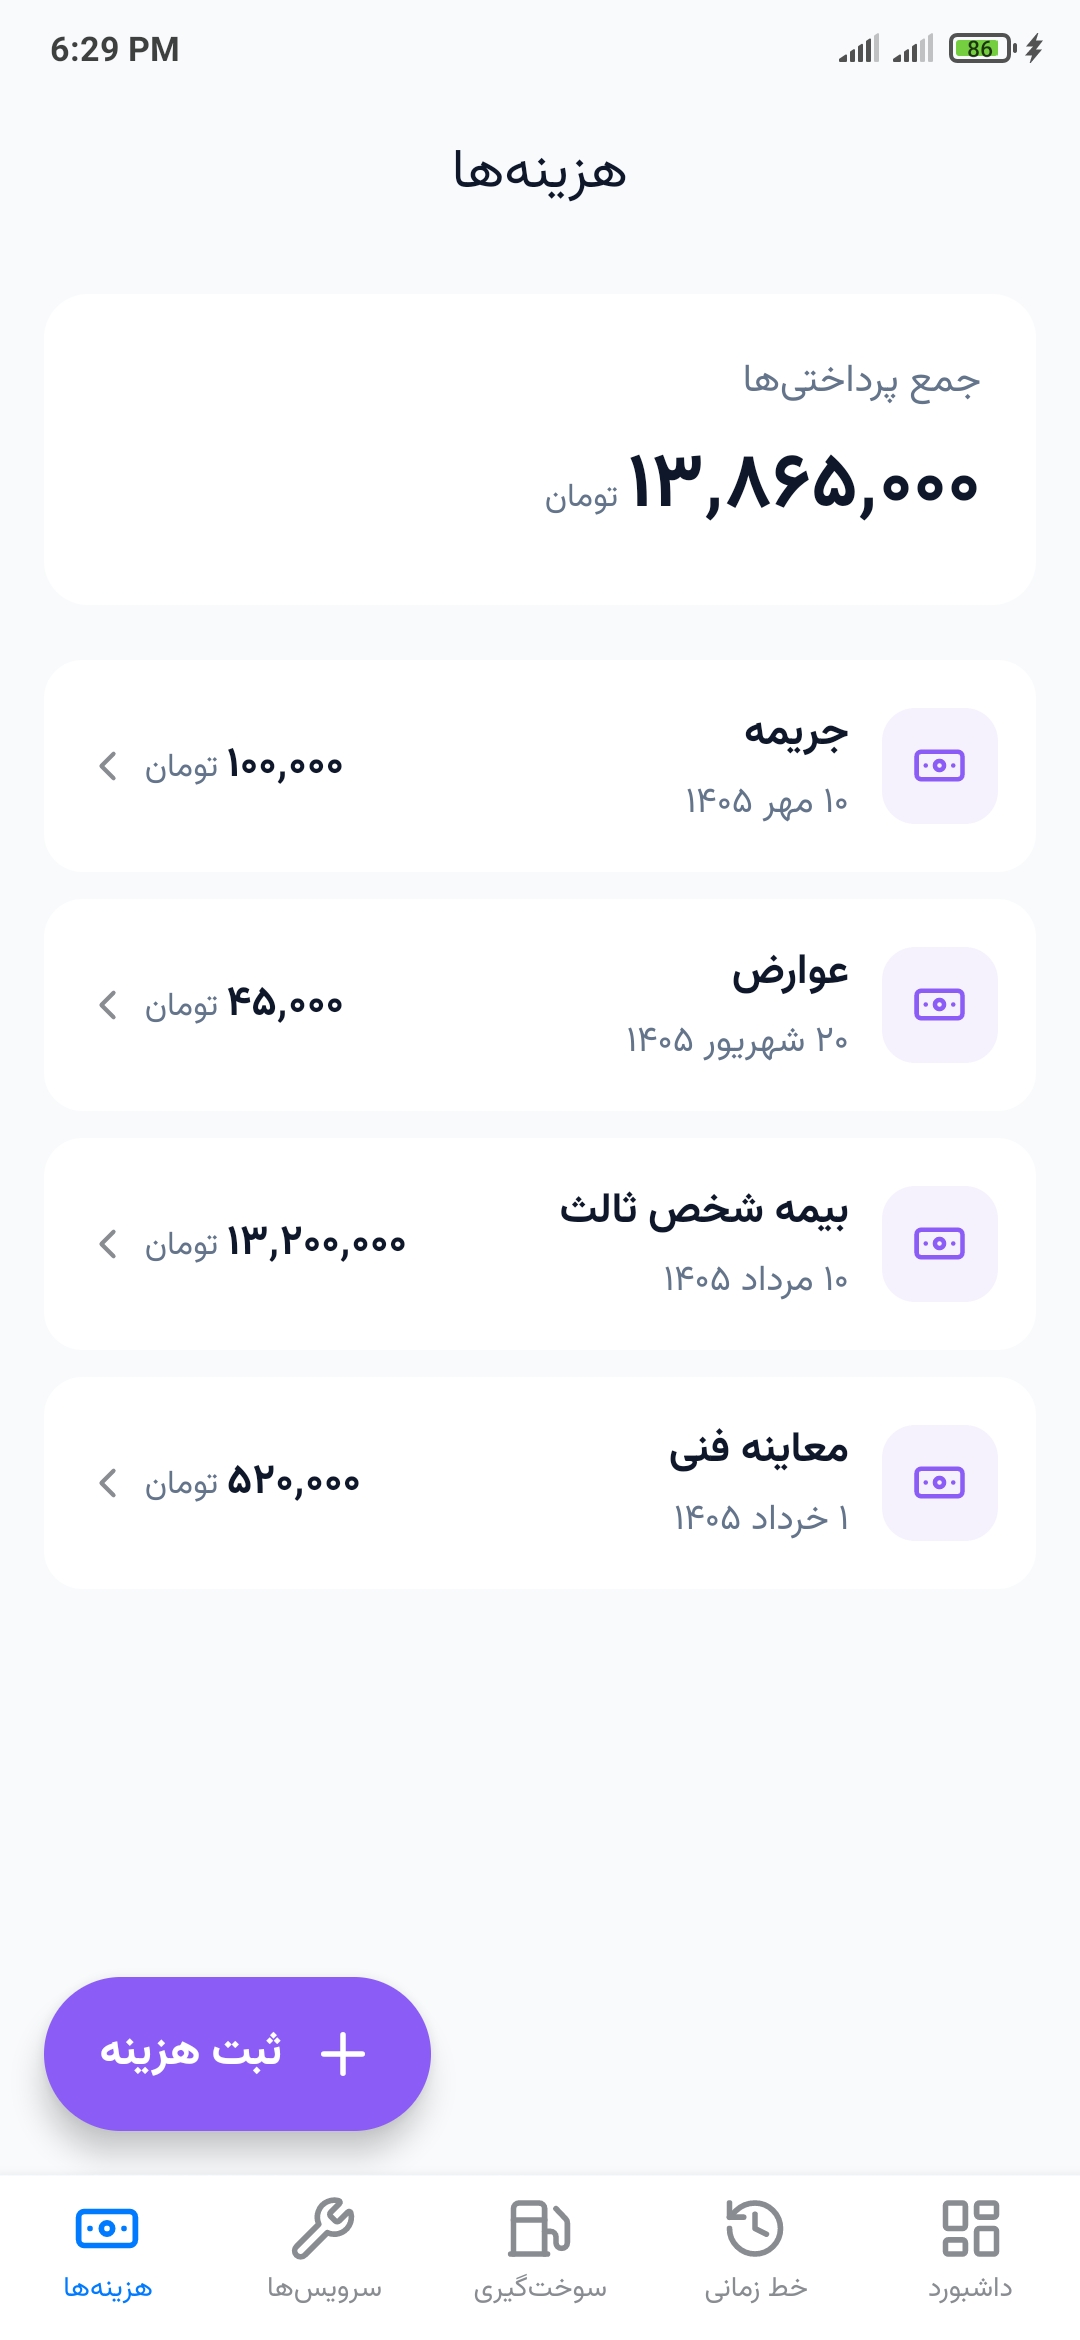 6:29 PM
86
هزینه‌ها
جمع پرداختی‌ها
۱۳,۸۶۵,۰۰۰ تومان
جریمه
۱۰۰,۰۰۰ تومان
۱۰ مهر ۱۴۰۵
عوارض
۴۵,۰۰۰ تومان
۲۰ شهریور ۱۴۰۵
بیمه شخص ثالث
۱۳,۲۰۰,۰۰۰ تومان
۱۰ مرداد ۱۴۰۵
معاینه فنی
۵۲۰,۰۰۰ تومان
۱ خرداد ۱۴۰۵
ثبت هزینه
داشبورد
خط زمانی
سوخت‌گیری
سرویس‌ها
هزینه‌ها